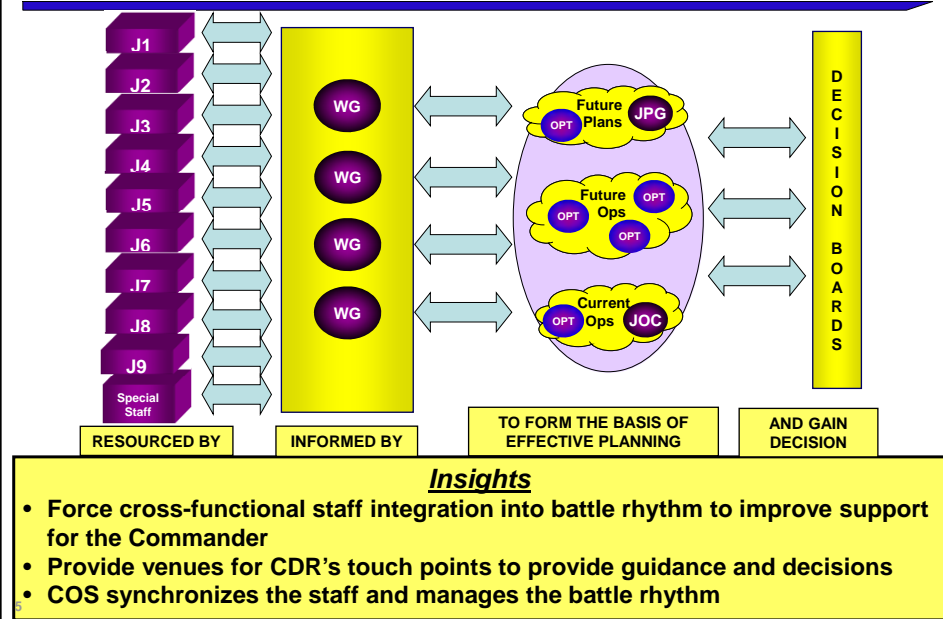 J1
J2
J3
J4
J5
J6
J7
J8
J9
Special
Staff
WG
WG
WG
WG
Future
Plans
OPT
JPG
Future
Ops
OPT
OPT
OPT
Current
Ops
OPT
JOC
DECISION BOARDS
RESOURCED BY
INFORMED BY
TO FORM THE BASIS OF
EFFECTIVE PLANNING
AND GAIN
DECISION
Insights
• Force cross-functional staff integration into battle rhythm to improve support
for the Commander
• Provide venues for CDR's touch points to provide guidance and decisions
• COS synchronizes the staff and manages the battle rhythm
5